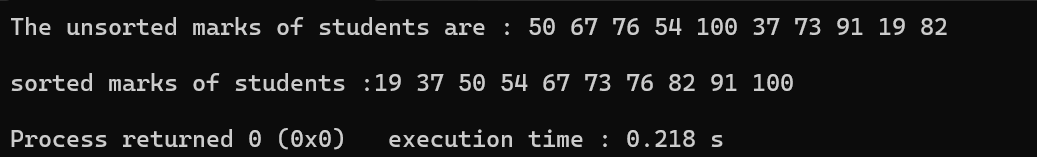 The unsorted marks of students are : 50 67 76 54 100 37 73 91 19 82
sorted marks of students :19 37 50 54 67 73 76 82 91 100
Process returned 0 (0x0)   execution time : 0.218 s